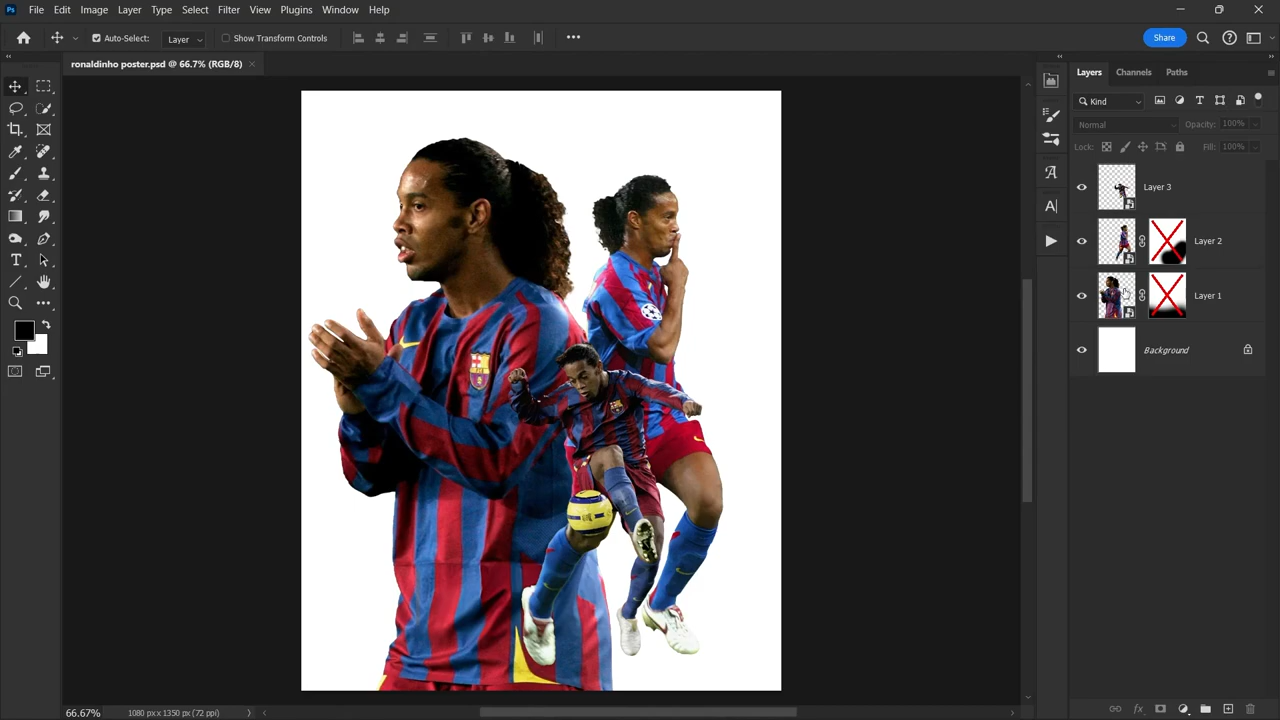 Ps File Edit Image Layer Type Select Filter View Plugins Window Help
Auto-Select: Layer Show Transform Controls Share
ronaldinho poster.psd @ 66.7% (RGB/8)
Layers Channels Paths
Kind
Normal Opacity: 100%
Lock: Fill: 100%
Layer 3
Layer 2
Layer 1
Background
66.67% 1080 px x 1350 px (72 ppi)